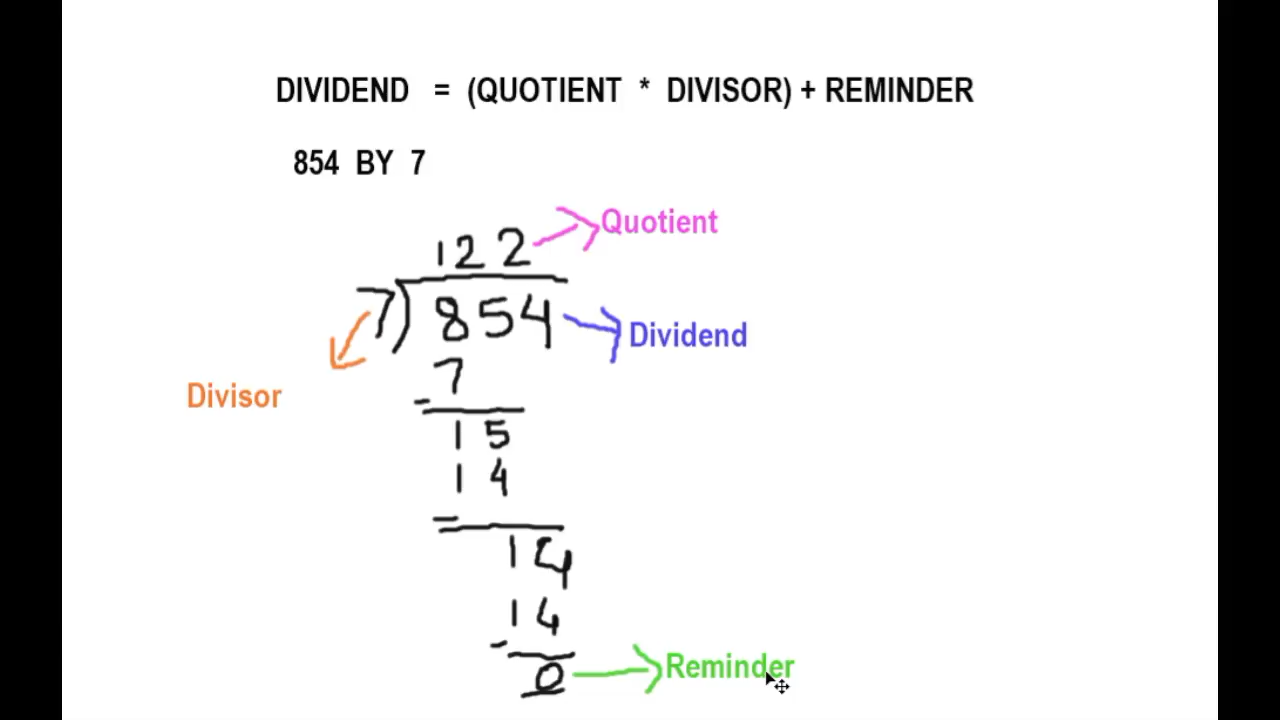 DIVIDEND = (QUOTIENT * DIVISOR) + REMINDER
854 BY 7
Quotient
122
7)854
Dividend
7
Divisor
-
15
14
-
14
14
-
0
Reminder